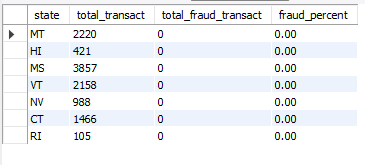 state total_transact total_fraud_transact fraud_percent
MT 2220 0 0.00
HI 421 0 0.00
MS 3857 0 0.00
VT 2158 0 0.00
NV 988 0 0.00
CT 1466 0 0.00
RI 105 0 0.00